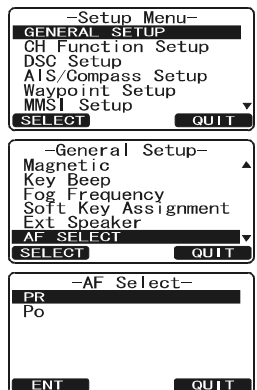 -Setup Menu-
GENERAL SETUP
CH Function Setup
DSC Setup
AIS/Compass Setup
Waypoint Setup
MMSI Setup
SELECT QUIT
-General Setup-
Magnetic
Key Beep
Fog Frequency
Soft Key Assignment
Ext Speaker
AF SELECT
SELECT QUIT
-AF Select-
PR
Po
ENT QUIT